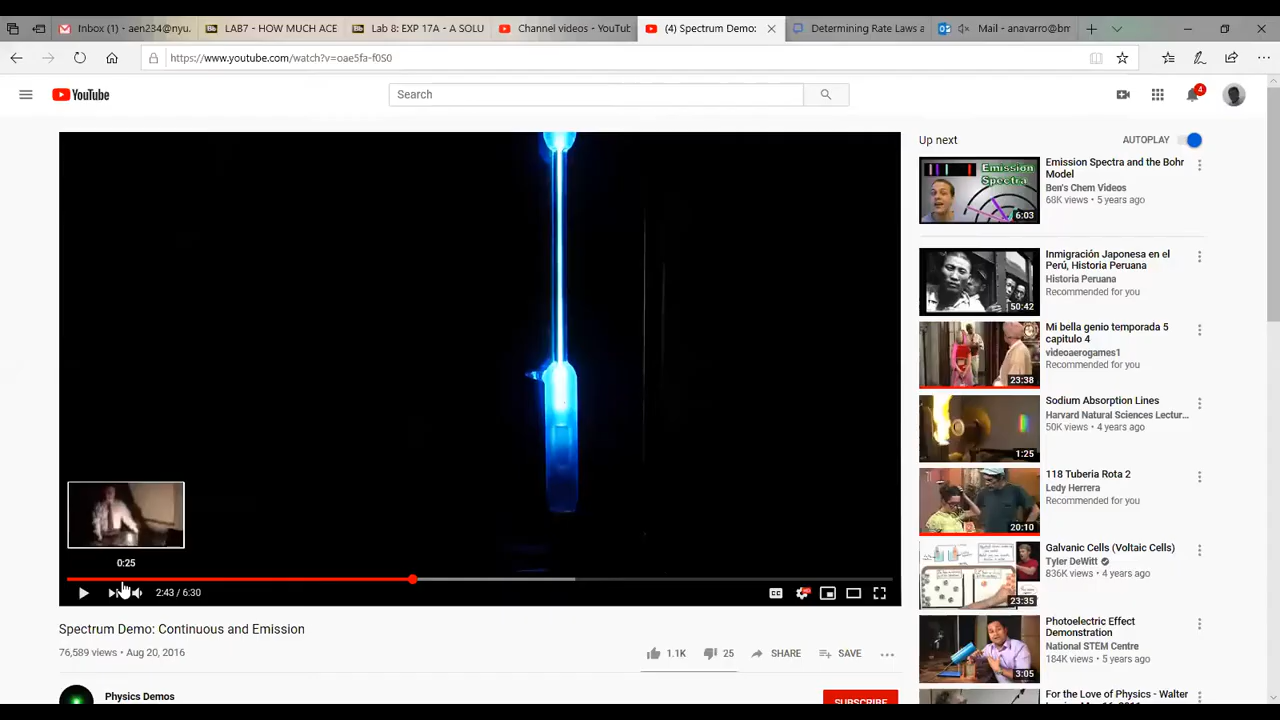 Inbox (1) - aen234@nyu.
LAB7 - HOW MUCH ACE
Lab 8: EXP 17A - A SOLU
Channel videos - YouTub
(4) Spectrum Demo:
Determining Rate Laws a
Mail - anavarro@bm
https://www.youtube.com/watch?v=oae5fa-f0S0
YouTube
Search
4
Up next
AUTOPLAY
Emission Spectra and the Bohr
Model
Ben's Chem Videos
68K views • 5 years ago
Emission
Spectra
6:03
Inmigración Japonesa en el
Perú, Historia Peruana
Historia Peruana
Recommended for you
50:42
Mi bella genio temporada 5
capitulo 4
videoaerogames1
Recommended for you
23:38
Sodium Absorption Lines
Harvard Natural Sciences Lectur...
50K views • 4 years ago
1:25
118 Tuberia Rota 2
Ledy Herrera
Recommended for you
20:10
Galvanic Cells (Voltaic Cells)
Tyler DeWitt
836K views • 4 years ago
23:35
Photoelectric Effect
Demonstration
National STEM Centre
184K views • 5 years ago
3:05
For the Love of Physics - Walter
0:25
2:43 / 6:30
CC
Spectrum Demo: Continuous and Emission
76,589 views • Aug 20, 2016
1.1K
25
SHARE
SAVE
Physics Demos
SUBSCRIBE